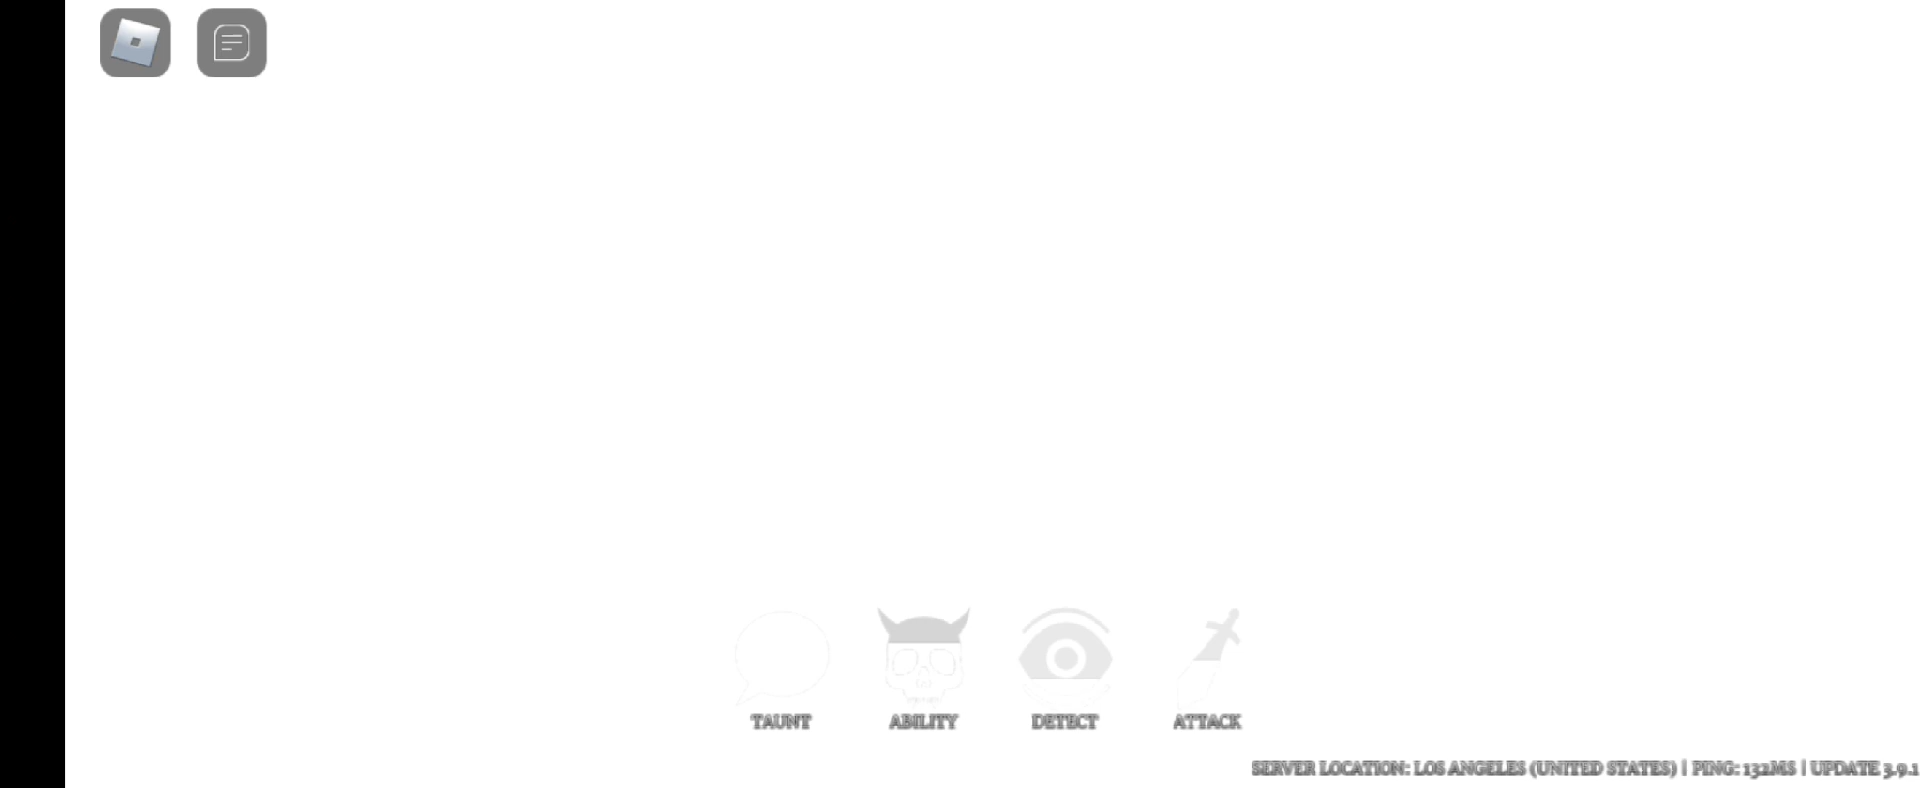 TAUNT ABILITY DETECT ATTACK
SERVER LOCATION: LOS ANGELES (UNITED STATES) | PING: 132MS | UPDATE 3.9.1